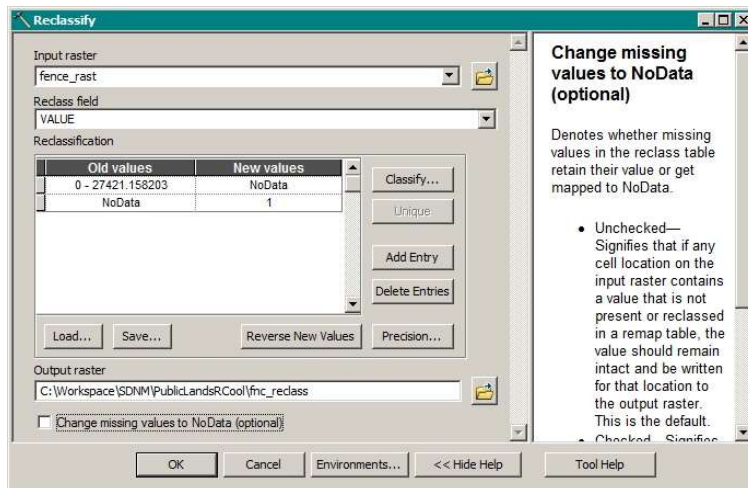 Reclassify
Input raster
fence_rast
Reclass field
VALUE
Reclassification
Old values New values
0 - 27421.158203 NoData
NoData 1
Classify...
Unique
Add Entry
Delete Entries
Load... Save... Reverse New Values Precision...
Output raster
C:\Workspace\SDNM\PublicLandsRCool\fnc_reclass
Change missing values to NoData (optional)
OK Cancel Environments... << Hide Help Tool Help
Change missing
values to NoData
(optional)
Denotes whether missing
values in the reclass table
retain their value or get
mapped to NoData.
• Unchecked—
Signifies that if any
cell location on the
input raster contains
a value that is not
present or reclassed
in a remap table, the
value should remain
intact and be written
for that location to
the output raster.
This is the default.
• Checked—Signifies